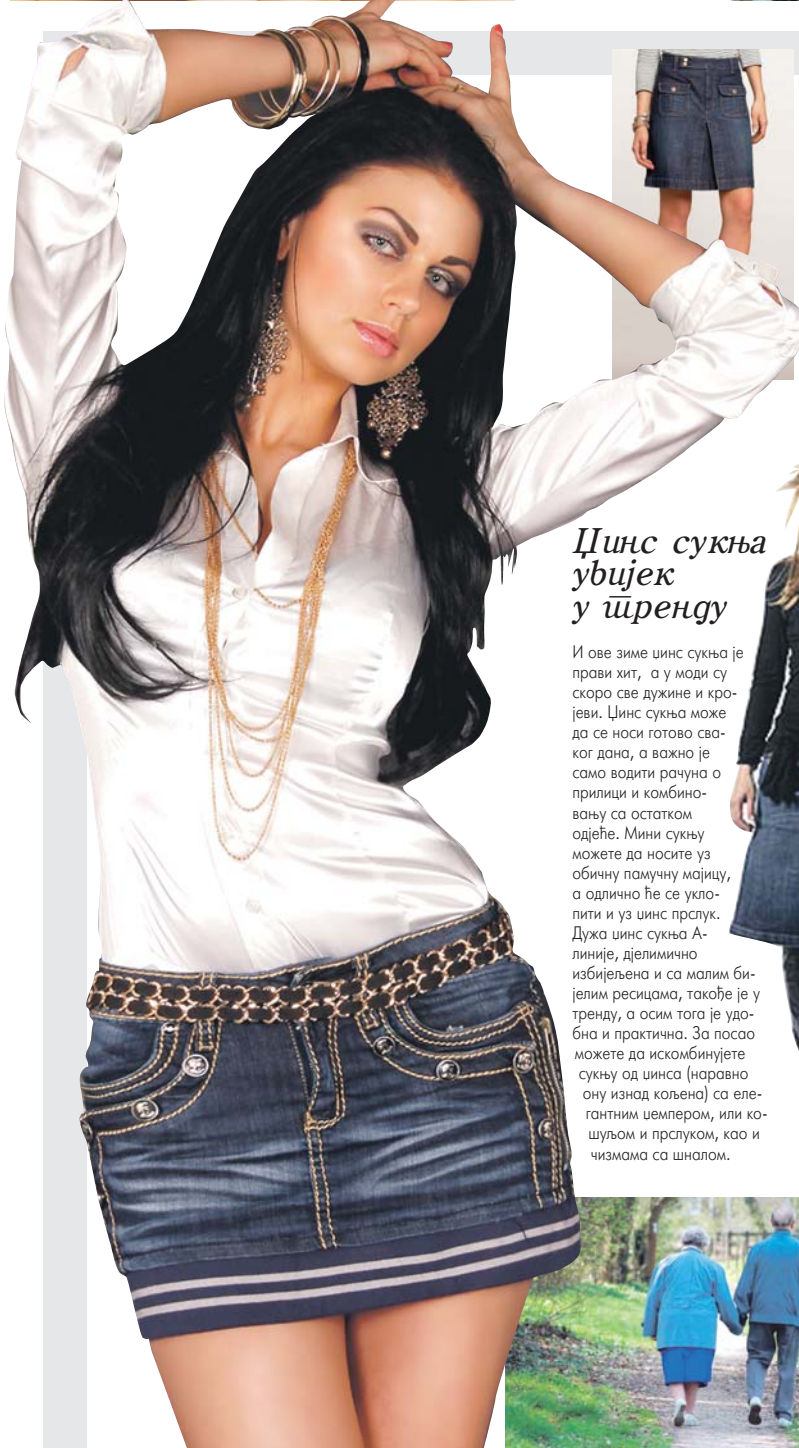 Џинс сукња
увијек
у тренду
И ове зиме џинс сукња је
прави хит, а у моди су
скоро све дужине и кро-
јеви. Џинс сукња може
да се носи готово сва-
ког дана, а важно је
само водити рачуна о
прилици и комбино-
вању са остатком
одјеће. Мини сукњу
можете да носите уз
обичну памучну мајицу,
а одлично ће се укло-
пити и уз џинс прслук.
Дужа џинс сукња А-
линије, дјелимично
избијељена и са малим би-
јелим ресицама, такође је у
тренду, а осим тога је удо-
бна и практична. За посао
можете да искомбинујете
сукњу од џинса (наравно
ону изнад кољена) са еле-
гантним џемпером, или ко-
шуљом и прслуком, као и
чизмама са шналом.